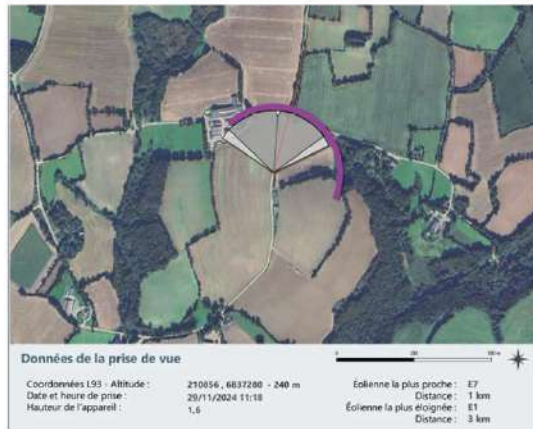 Données de la prise de vue
Coordonnées L93 - Altitude : 210856 , 6837280 - 240 m
Date et heure de prise : 29/11/2024 11:18
Hauteur de l'appareil : 1,6
Éolienne la plus proche : E7
Distance : 1 km
Éolienne la plus éloignée : E1
Distance : 3 km